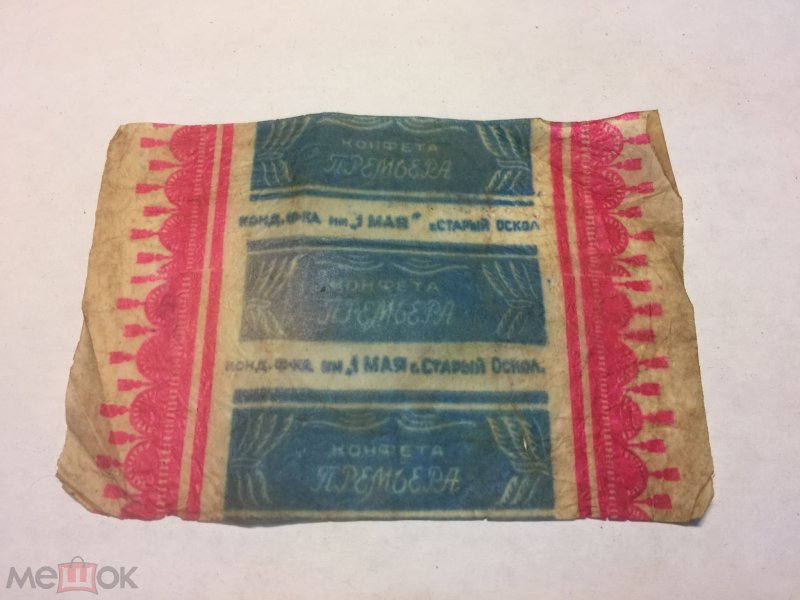 КОНФЕТА
ПРЕМЬЕРА
КОНД.Ф-КА ИМ „1 МАЯ" г.СТАРЫЙ ОСКОЛ.
КОНФЕТА
ПРЕМЬЕРА
КОНД.Ф-КА ИМ „1 МАЯ г.СТАРЫЙ ОСКОЛ.
КОНФЕТА
ПРЕМЬЕРА
мешок